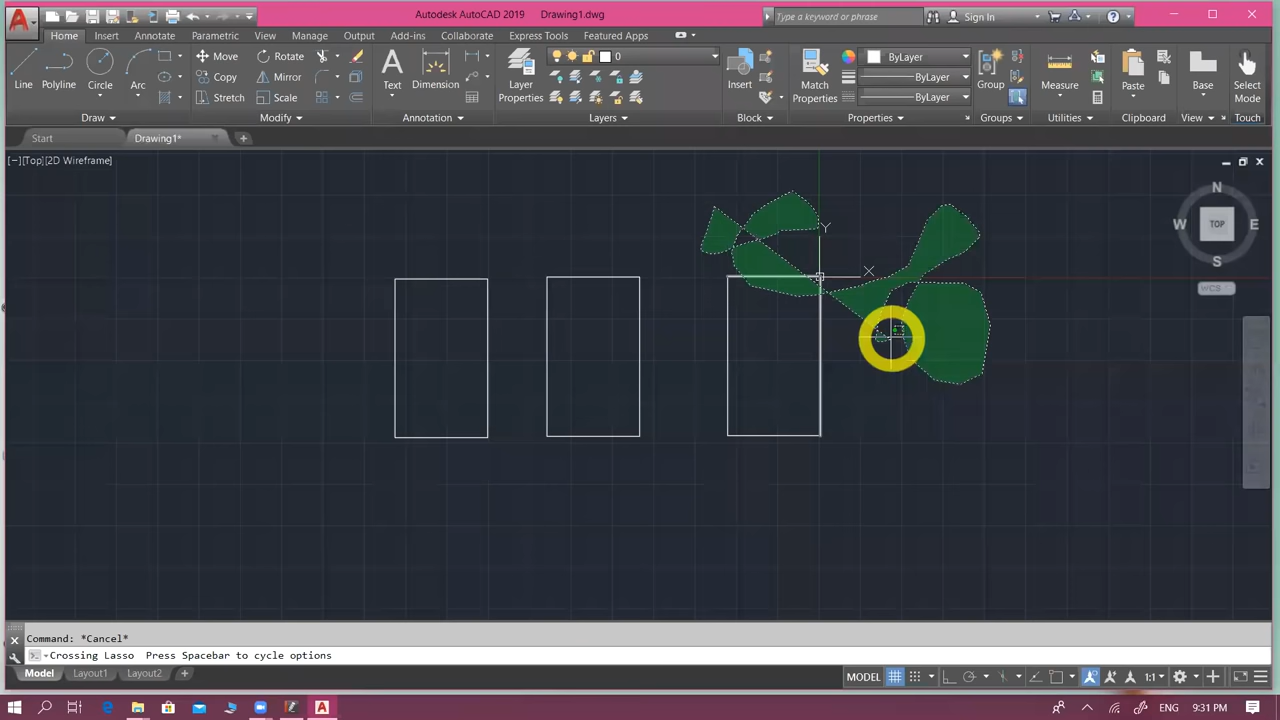 Autodesk AutoCAD 2019 Drawing1.dwg
Type a keyword or phrase
Sign In
Home Insert Annotate Parametric View Manage Output Add-ins Collaborate Express Tools Featured Apps
Move Rotate
Copy Mirror
Stretch Scale
Line Polyline Circle Arc
Text Dimension
Layer Properties
0
Insert
Match Properties
ByLayer
ByLayer
ByLayer
Group
Measure
Paste
Base
Select Mode
Draw Modify Annotation Layers Block Properties Groups Utilities Clipboard View Touch
Start Drawing1*
[−][Top][2D Wireframe]
N
W TOP E
S
WCS
Y
X
Command: *Cancel*
Crossing Lasso Press Spacebar to cycle options
Model Layout1 Layout2
MODEL 1:1
9:31 PM